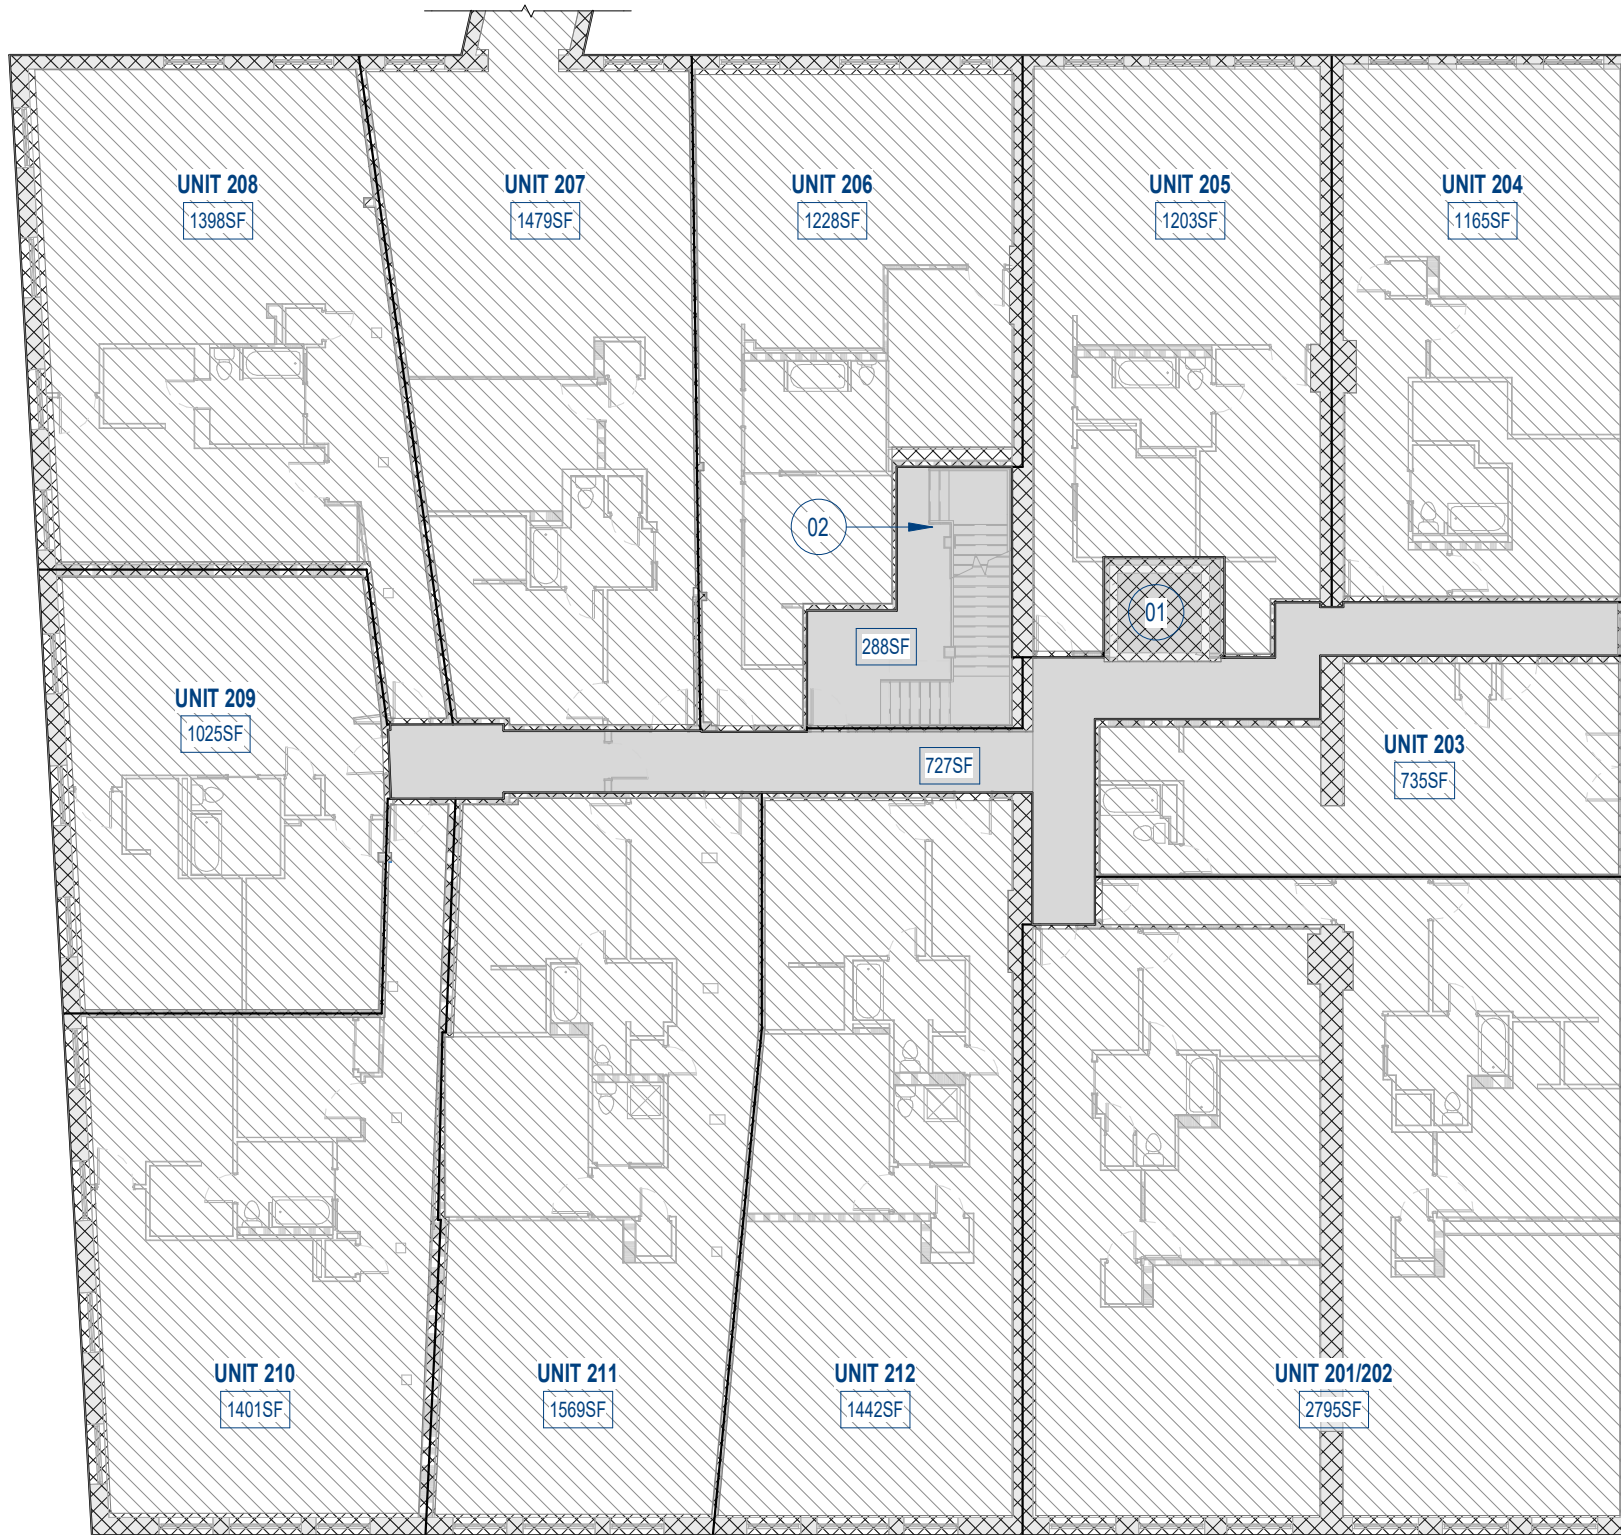 UNIT 208
1398SF
UNIT 207
1479SF
UNIT 206
1228SF
UNIT 205
1203SF
UNIT 204
1165SF
02
01
288SF
UNIT 209
1025SF
727SF
UNIT 203
735SF
UNIT 210
1401SF
UNIT 211
1569SF
UNIT 212
1442SF
UNIT 201/202
2795SF